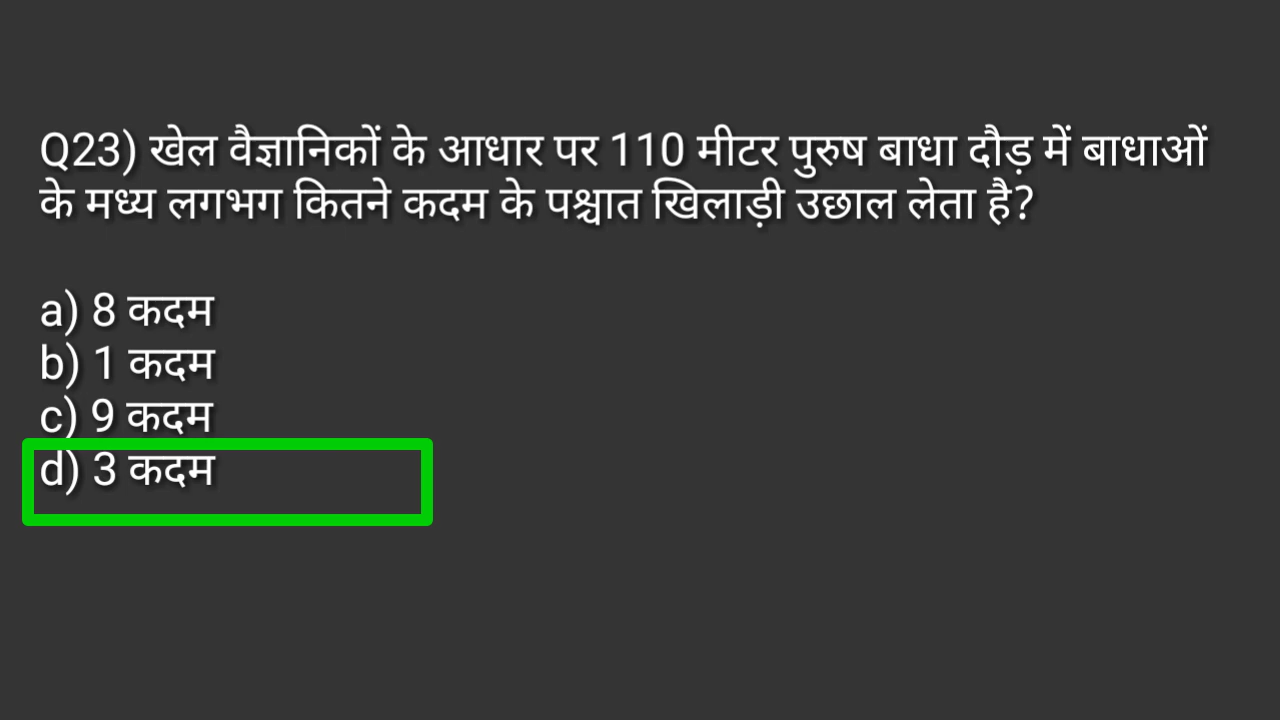 Q23) खेल वैज्ञानिकों के आधार पर 110 मीटर पुरुष बाधा दौड़ में बाधाओं
के मध्य लगभग कितने कदम के पश्चात खिलाड़ी उछाल लेता है?
a) 8 कदम
b) 1 कदम
c) 9 कदम
d) 3 कदम